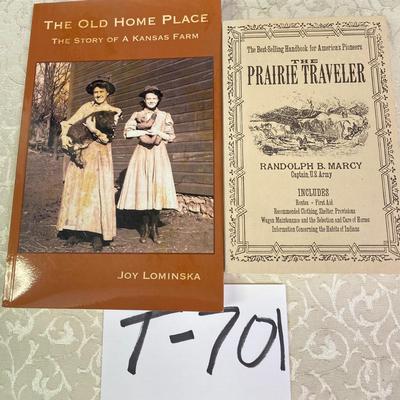 THE OLD HOME PLACE
THE STORY OF A KANSAS FARM
JOY LOMINSKA
The Best-Selling Handbook for America's Pioneers
THE
PRAIRIE TRAVELER
RANDOLPH B. MARCY
Captain, U.S. Army
INCLUDES
Routes - First Aid
Recommended Clothing, Shelter, Provisions
Wagon Maintenance and the Selection and Care of Horses
Information Concerning the Habits of Indians
T-701